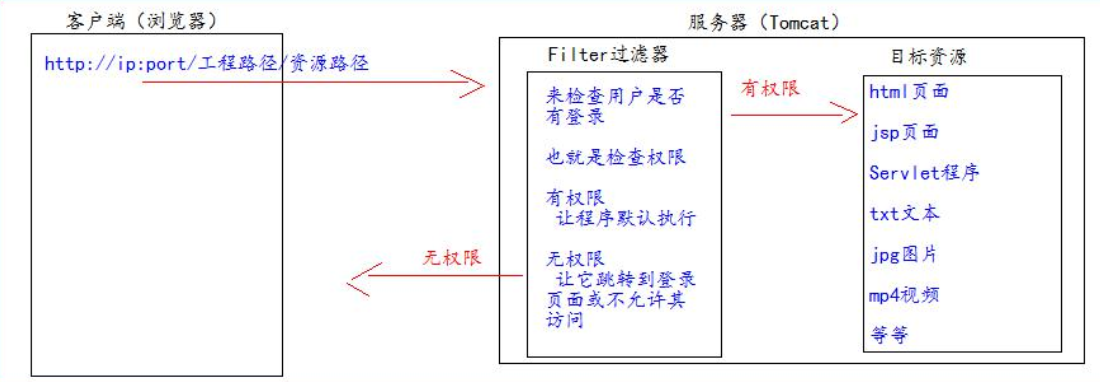 客户端（浏览器）
http://ip:port/工程路径/资源路径
服务器（Tomcat）
Filter过滤器
来检查用户是否
有登录
也就是检查权限
有权限
让程序默认执行
无权限
让它跳转到登录
页面或不允许其
访问
有权限
无权限
目标资源
html页面
jsp页面
Servlet程序
txt文本
jpg图片
mp4视频
等等